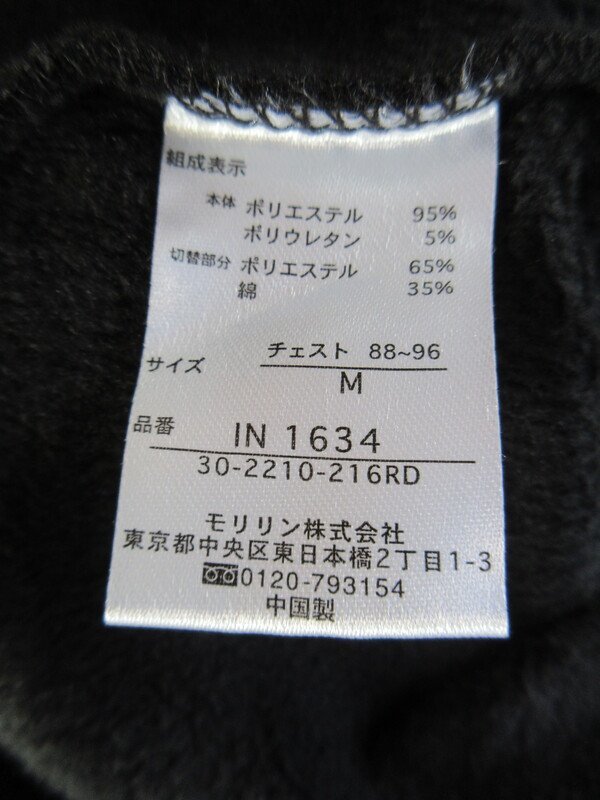 組成表示
本体 ポリエステル 95%
ポリウレタン 5%
切替部分 ポリエステル 65%
綿 35%
サイズ チェスト 88~96
M
品番 IN 1634
30-2210-216RD
モリリン株式会社
東京都中央区東日本橋2丁目1-3
0120-793154
中国製